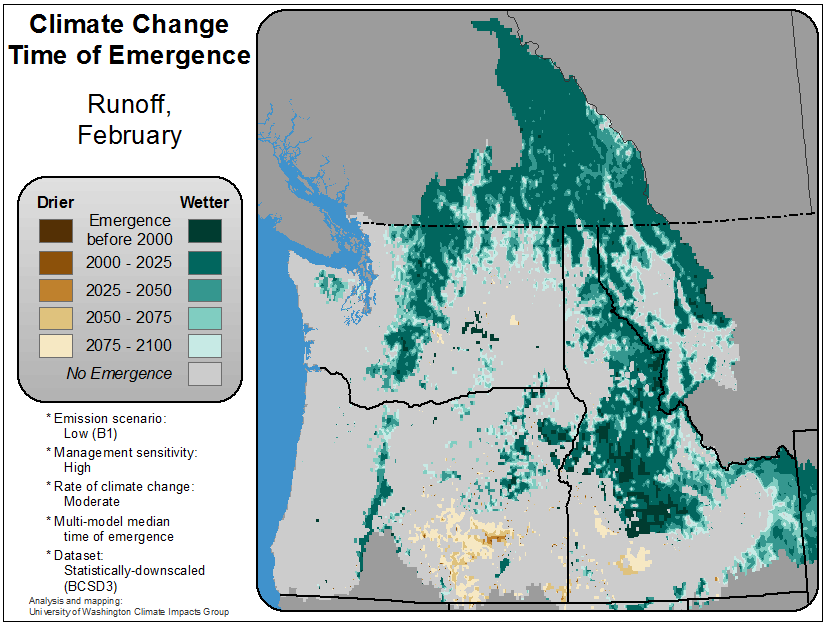 Climate Change
Time of Emergence
Runoff,
February
Drier Wetter
Emergence
before 2000
2000 - 2025
2025 - 2050
2050 - 2075
2075 - 2100
No Emergence
* Emission scenario:
Low (B1)
* Management sensitivity:
High
* Rate of climate change:
Moderate
* Multi-model median
time of emergence
* Dataset:
Statistically-downscaled
(BCSD3)
Analysis and mapping:
University of Washington Climate Impacts Group